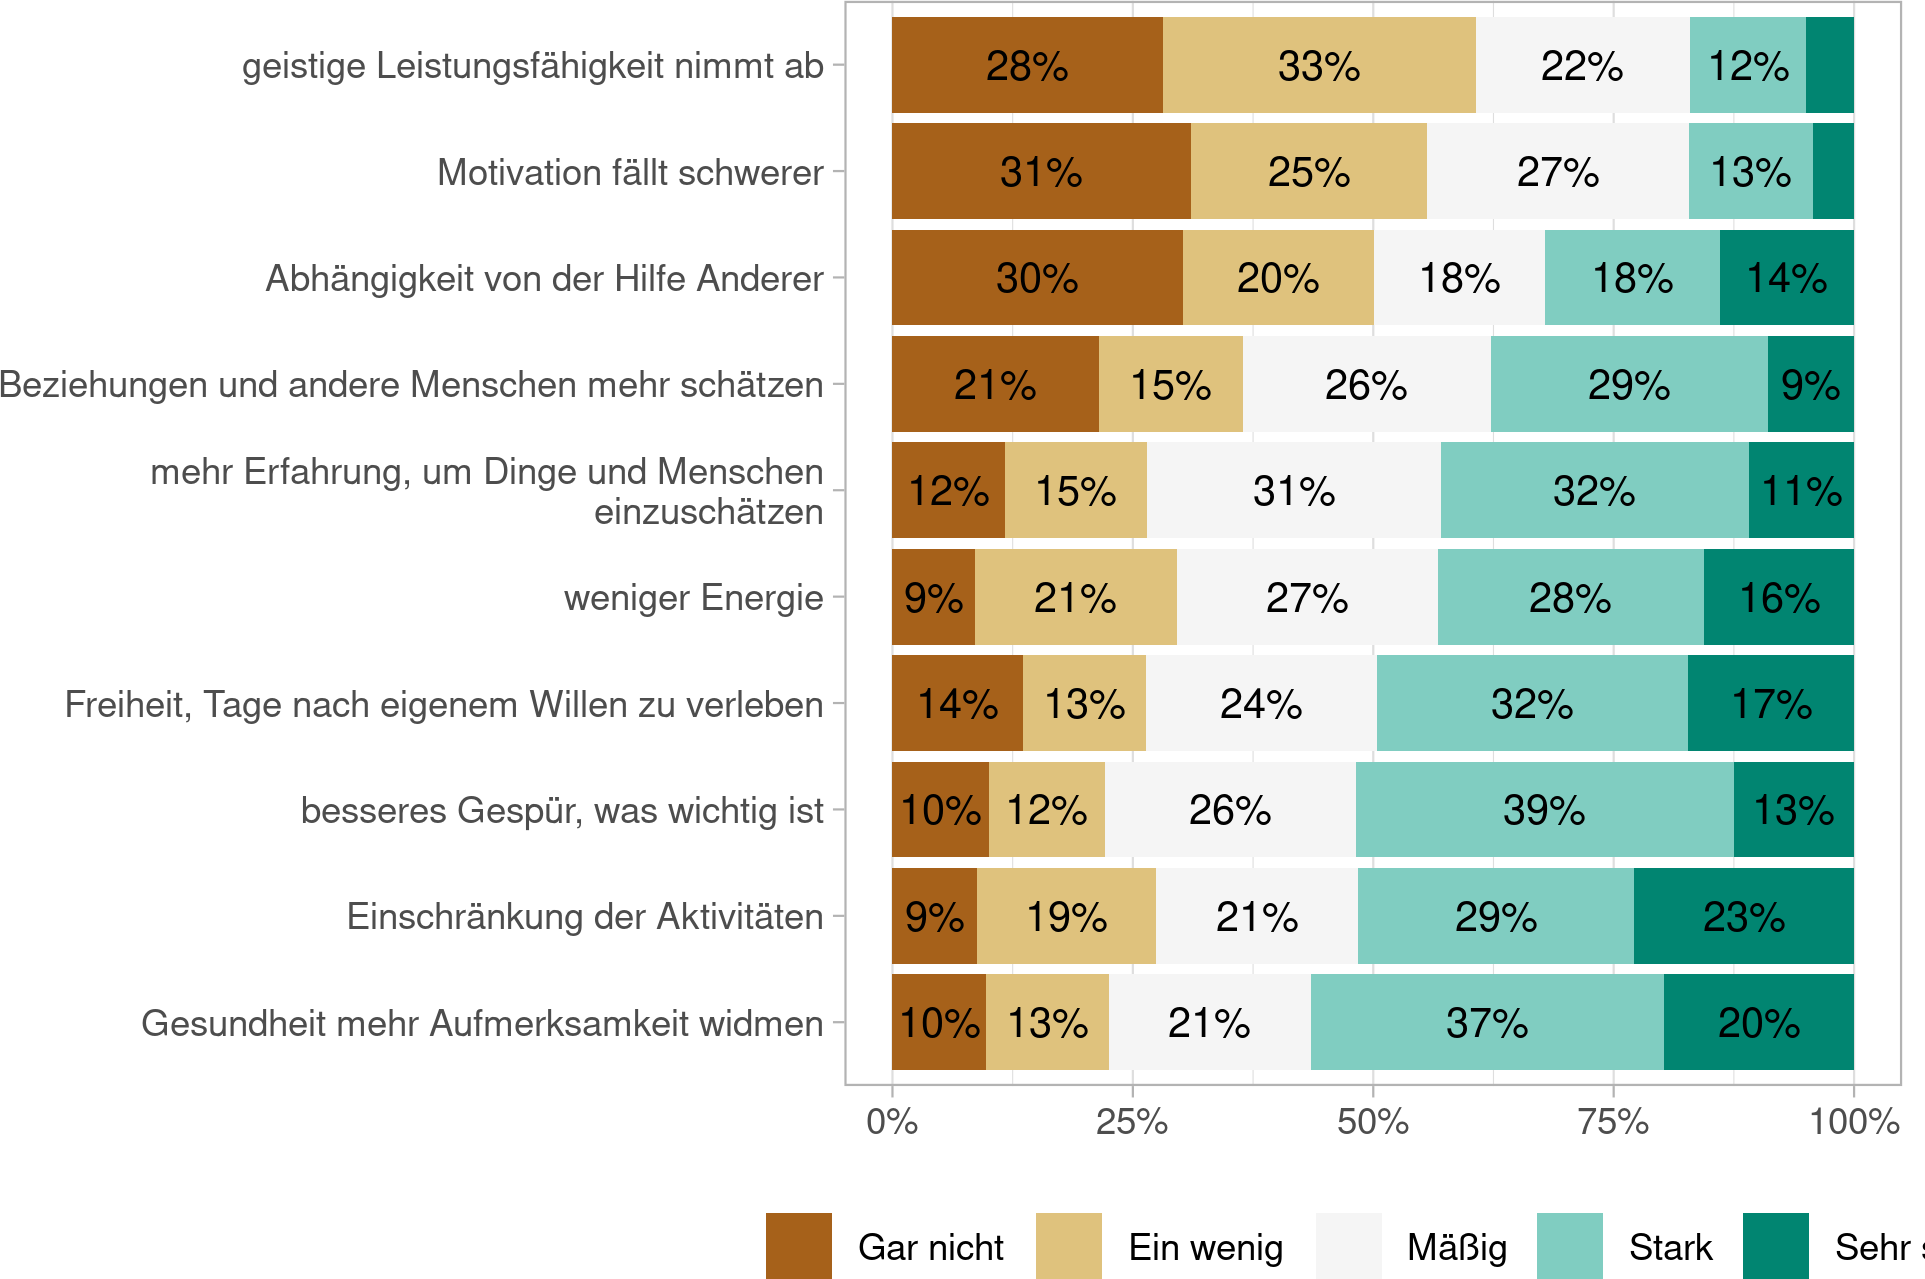 geistige Leistungsfähigkeit nimmt ab 28% 33% 22% 12%
Motivation fällt schwerer 31% 25% 27% 13%
Abhängigkeit von der Hilfe Anderer 30% 20% 18% 18% 14%
Beziehungen und andere Menschen mehr schätzen 21% 15% 26% 29% 9%
mehr Erfahrung, um Dinge und Menschen
einzuschätzen 12% 15% 31% 32% 11%
weniger Energie 9% 21% 27% 28% 16%
Freiheit, Tage nach eigenem Willen zu verleben 14% 13% 24% 32% 17%
besseres Gespür, was wichtig ist 10% 12% 26% 39% 13%
Einschränkung der Aktivitäten 9% 19% 21% 29% 23%
Gesundheit mehr Aufmerksamkeit widmen 10% 13% 21% 37% 20%
0% 25% 50% 75% 100%
Gar nicht Ein wenig Mäßig Stark Sehr